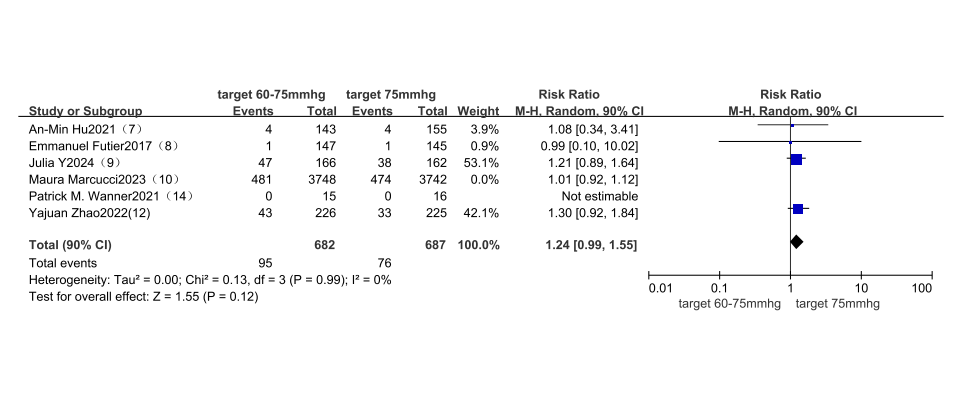 target 60-75mmhg target 75mmhg Risk Ratio Risk Ratio
Study or Subgroup Events Total Events Total Weight M-H, Random, 90% CI M-H, Random, 90% CI
An-Min Hu2021（7） 4 143 4 155 3.9% 1.08 [0.34, 3.41]
Emmanuel Futier2017（8） 1 147 1 145 0.9% 0.99 [0.10, 10.02]
Julia Y2024（9） 47 166 38 162 53.1% 1.21 [0.89, 1.64]
Maura Marcucci2023（10） 481 3748 474 3742 0.0% 1.01 [0.92, 1.12]
Patrick M. Wanner2021（14） 0 15 0 16 Not estimable
Yajuan Zhao2022(12) 43 226 33 225 42.1% 1.30 [0.92, 1.84]
Total (90% CI) 682 687 100.0% 1.24 [0.99, 1.55]
Total events 95 76
Heterogeneity: Tau² = 0.00; Chi² = 0.13, df = 3 (P = 0.99); I² = 0%
Test for overall effect: Z = 1.55 (P = 0.12)
0.01 0.1 1 10 100
target 60-75mmhg target 75mmhg